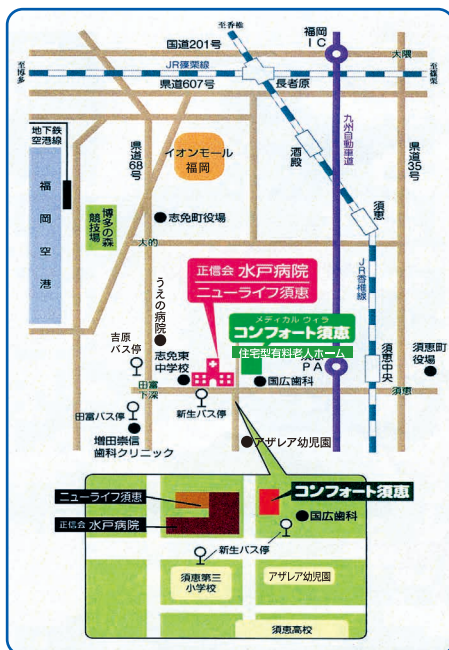 至香椎
福岡
IC
国道201号
大隈
至博多
JR篠栗線
至篠栗
県道607号
長者原
地下鉄
空港線
県道68号
イオンモール
福岡
酒殿
九州自動車道
県道35号
福岡空港
博多の森
競技場
志免町役場
須恵
大的
JR香椎線
正信会 水戸病院
ニューライフ須恵
うえの病院
メディカル ヴィラ
コンフォート須恵
住宅型有料老人ホーム
吉原
バス停
志免東
中学校
PA
須恵中央
須恵町
役場
国広歯科
田富
下深
須恵
新生バス停
田富バス停
増田崇信
歯科クリニック
アザレア幼児園
ニューライフ須恵
コンフォート須恵
正信会 水戸病院
国広歯科
新生バス停
須恵第三
小学校
アザレア幼児園
須恵高校